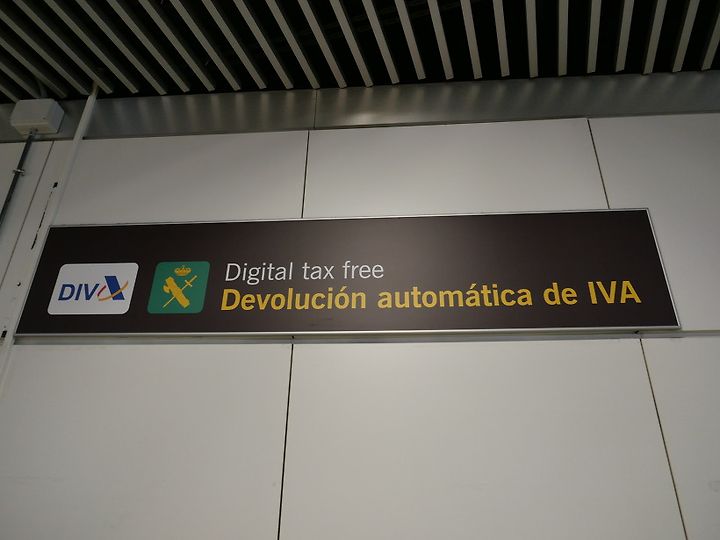 DIVA
Digital tax free
Devolución automática de IVA